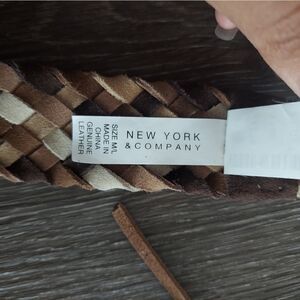 NEW YORK
& COMPANY
SIZE M/L
MADE IN
CHINA
GENUINE
LEATHER